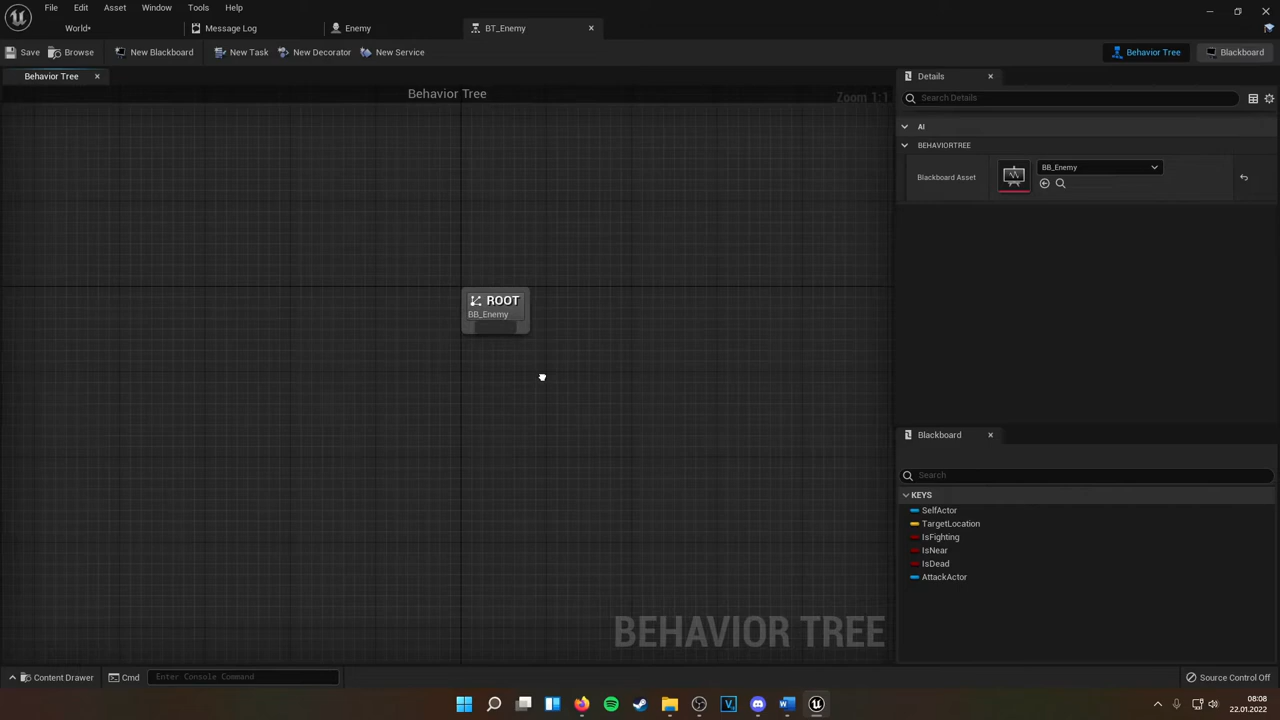 File Edit Asset Window Tools Help
World* Message Log Enemy BT_Enemy
Save Browse New Blackboard New Task New Decorator New Service Behavior Tree Blackboard
Behavior Tree
Behavior Tree
Zoom 1:1
ROOT
BB_Enemy
BEHAVIOR TREE
Details
Search Details
AI
BEHAVIORTREE
Blackboard Asset BB_Enemy
Blackboard
Search
KEYS
SelfActor
TargetLocation
IsFighting
IsNear
IsDead
AttackActor
Content Drawer Cmd Enter Console Command Source Control Off
08:08
22.01.2022